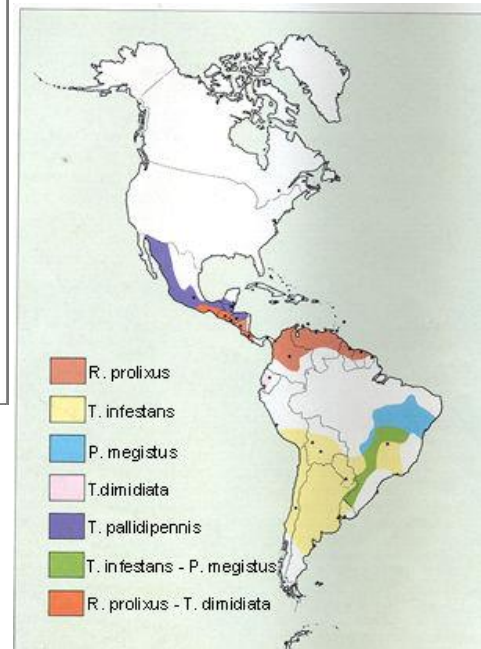 R. prolixus
T. infestans
P. megistus
T.dimidiata
T. pallidipennis
T. infestans - P. megistus
R. prolixus - T. dimidiata